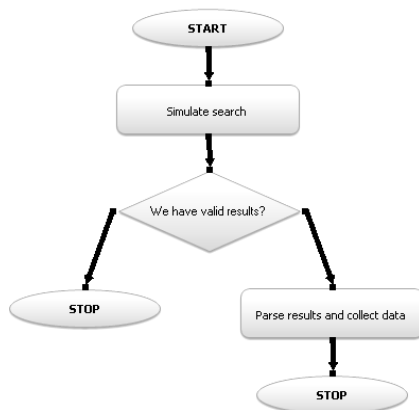 START
Simulate search
We have valid results?
STOP
Parse results and collect data
STOP